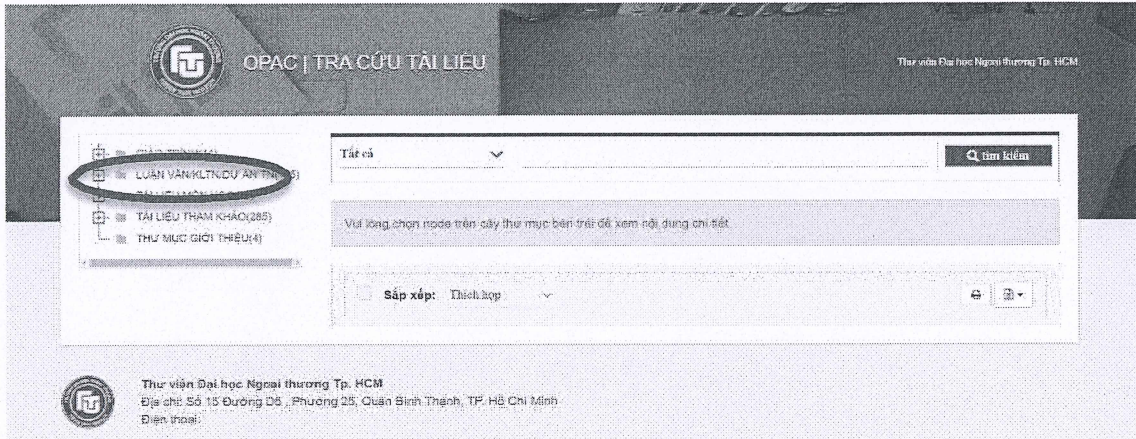 OPAC | TRA CỨU TÀI LIỆU
Thư viện Đại học Ngoại thương Tp. HCM
LUẬN VĂN/KLTN/DỰ ÁN
TÀI LIỆU THAM KHẢO(285)
THƯ MỤC GIỚI THIỆU(4)
Tất cả
tìm kiếm
Vui lòng chọn node trên cây thư mục bên trái để xem nội dung chi tiết
Sắp xếp: Thích hợp
Thư viện Đại học Ngoại thương Tp. HCM
Địa chỉ: Số 15 Đường D5 , Phường 25, Quận Bình Thạnh, TP. Hồ Chí Minh
Điện thoại: